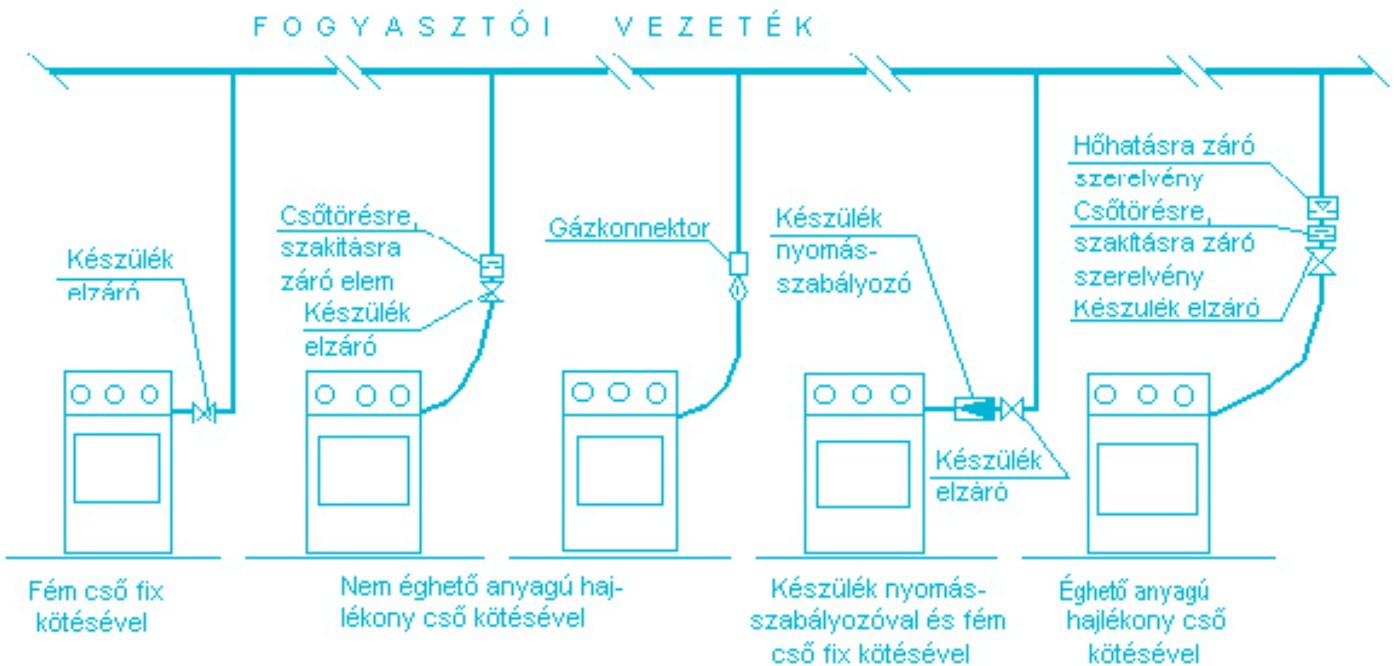 FOGYASZTÓI VEZETÉK
Készülék
elzáró
Csőtörésre,
szakitásra
záró elem
Készülék
elzáró
Gázkonnektor
Készülék
nyomás-
szabályozó
Készülék
elzáró
Hőhatásra záró
szerelvény
Csőtörésre,
szakításra záró
szerelvény
Készulék elzáró
Fém cső fix
kötésével
Nem éghető anyagú haj-
lékony cső kötésével
Készülék nyomás-
szabályozóval és fém
cső fix kötésével
Éghető anyagú
hajlékony cső
kötésével